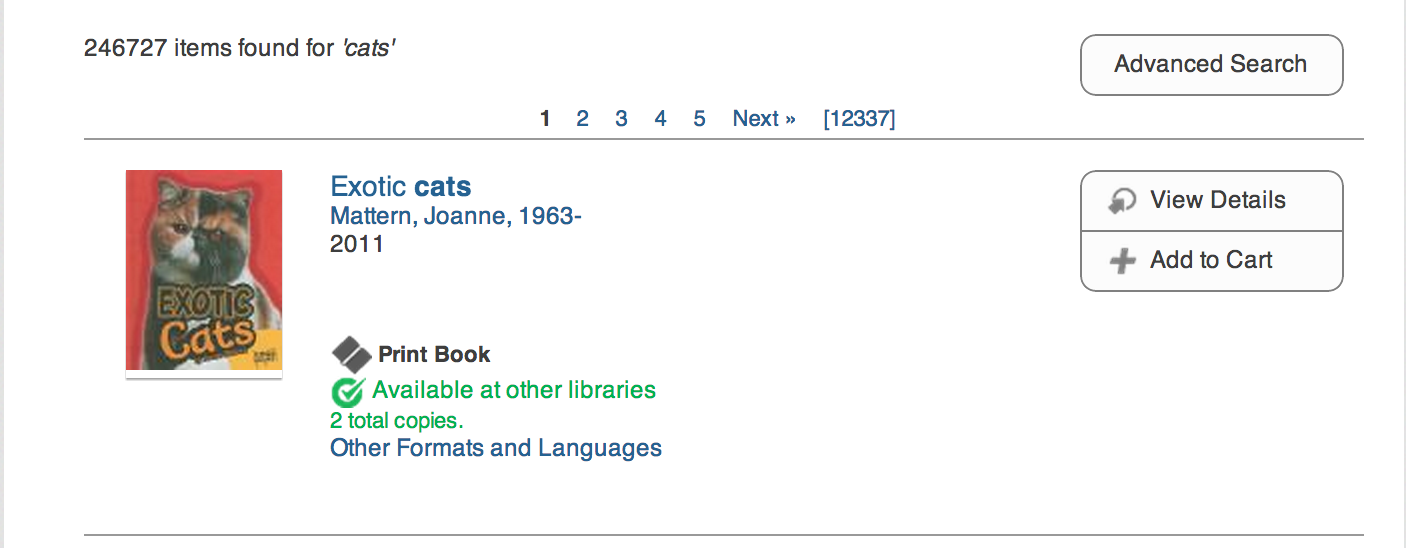 246727 items found for 'cats'
Advanced Search
1 2 3 4 5 Next » [12337]
EXOTIC
Cats
Exotic cats
Mattern, Joanne, 1963-
2011
View Details
Add to Cart
Print Book
Available at other libraries
2 total copies.
Other Formats and Languages